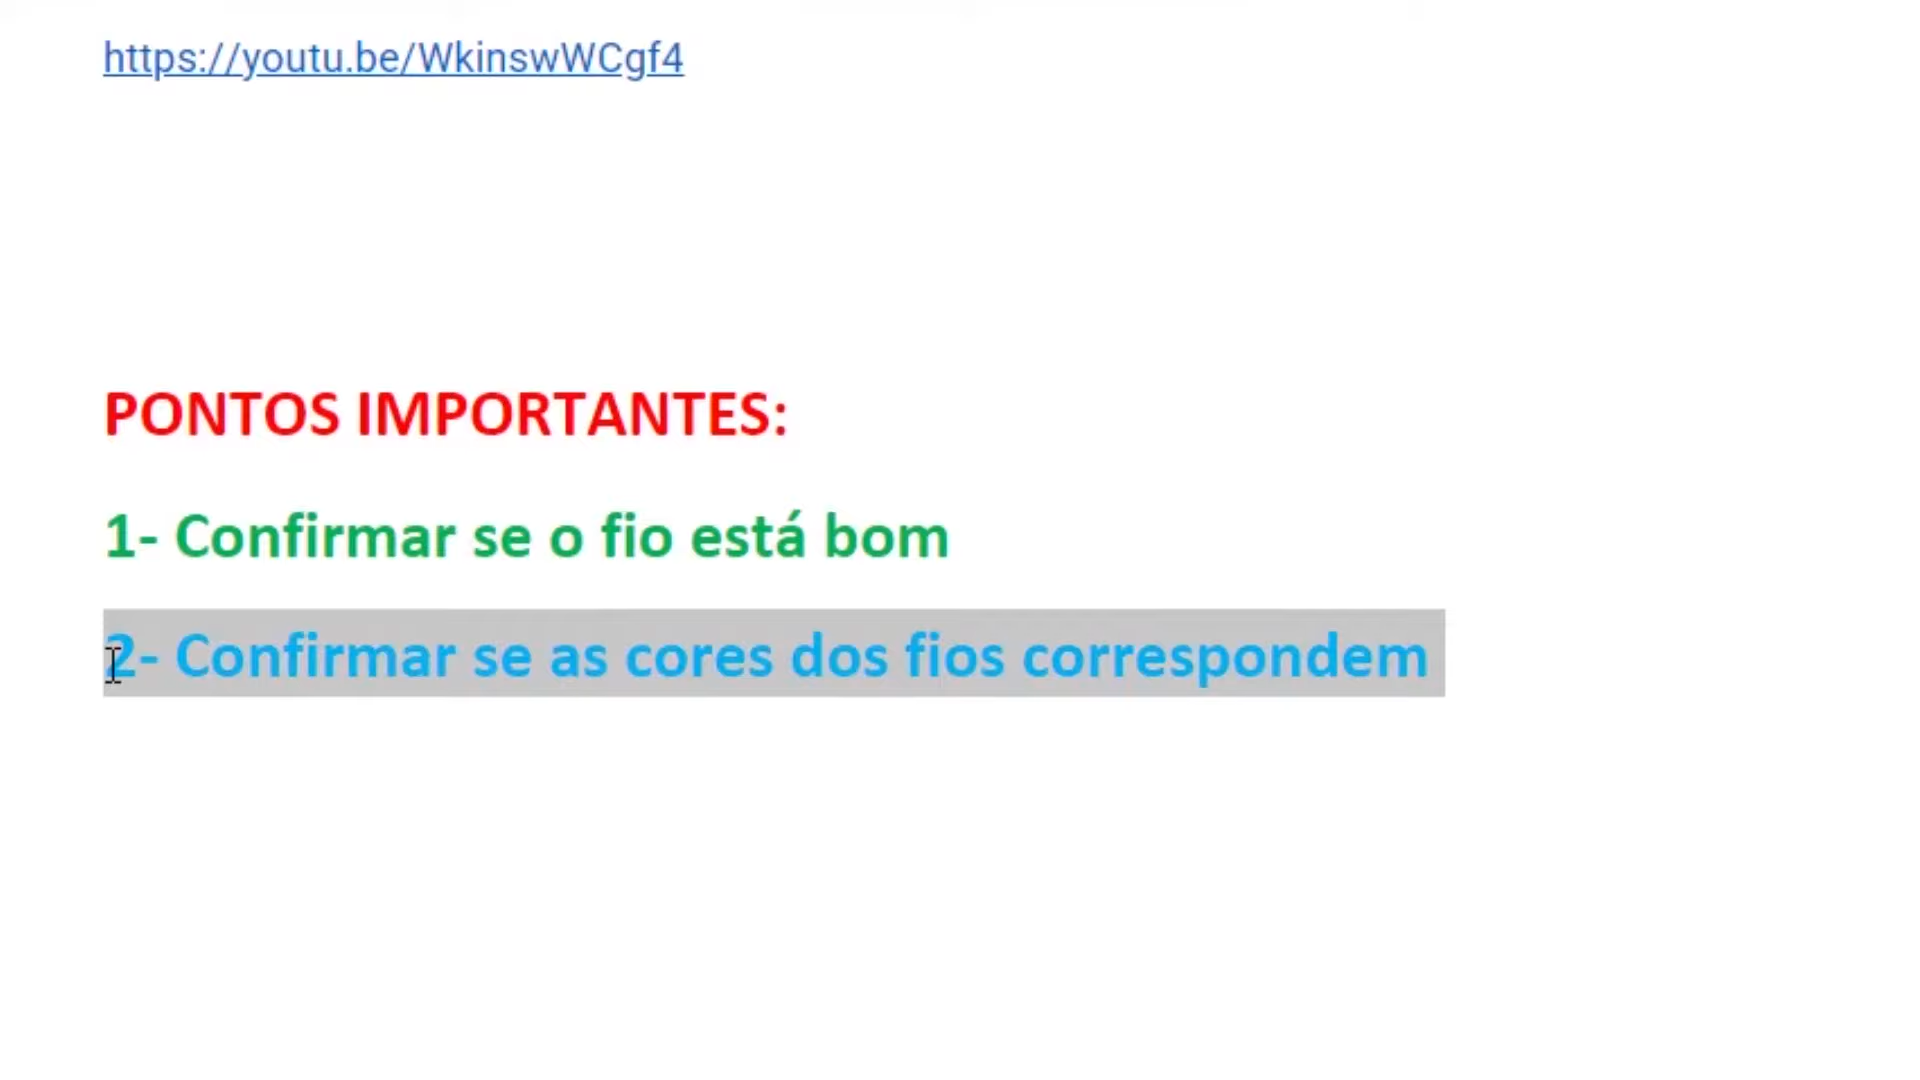 https://youtu.be/WkinswWCgf4
PONTOS IMPORTANTES:
1- Confirmar se o fio está bom
2- Confirmar se as cores dos fios correspondem